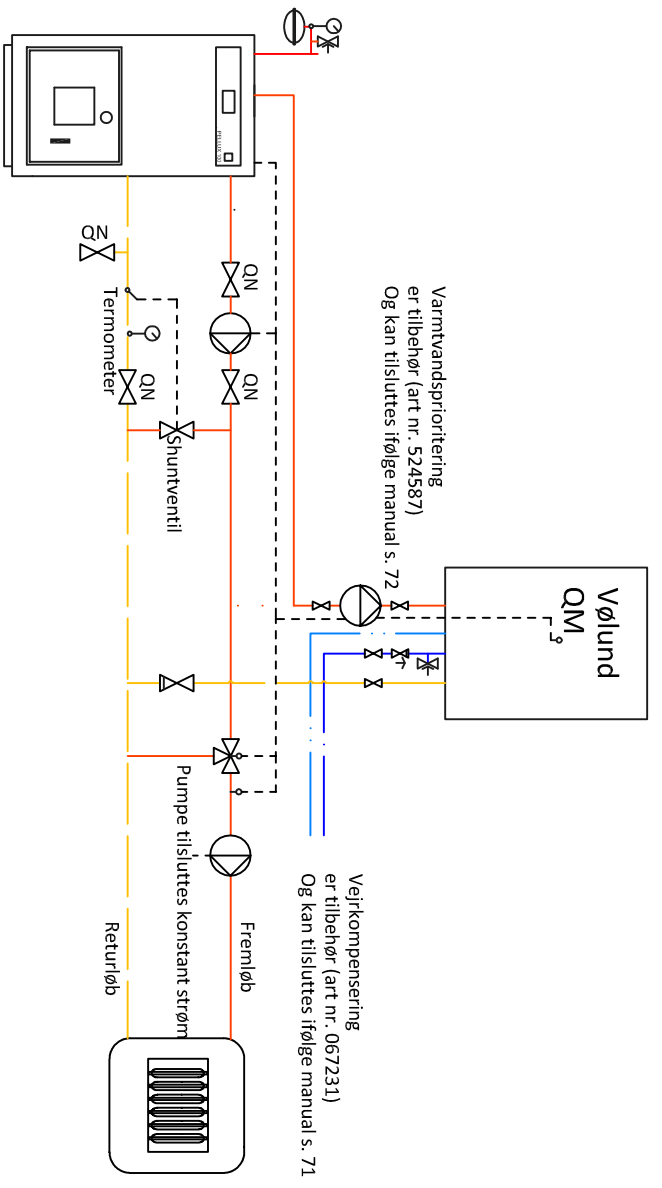 Vølund
QM
Varmtvandsprioritering
er tilbehør (art nr. 524587)
Og kan tilsluttes ifølge manual s. 72
Vejrkompensering
er tilbehør (art nr. 067231)
Og kan tilsluttes ifølge manual s. 71
PELLUX 100
QN
QN
QN
QN
Termometer
Shuntventil
Fremløb
Pumpe tilsluttes konstant strøm
Returløb